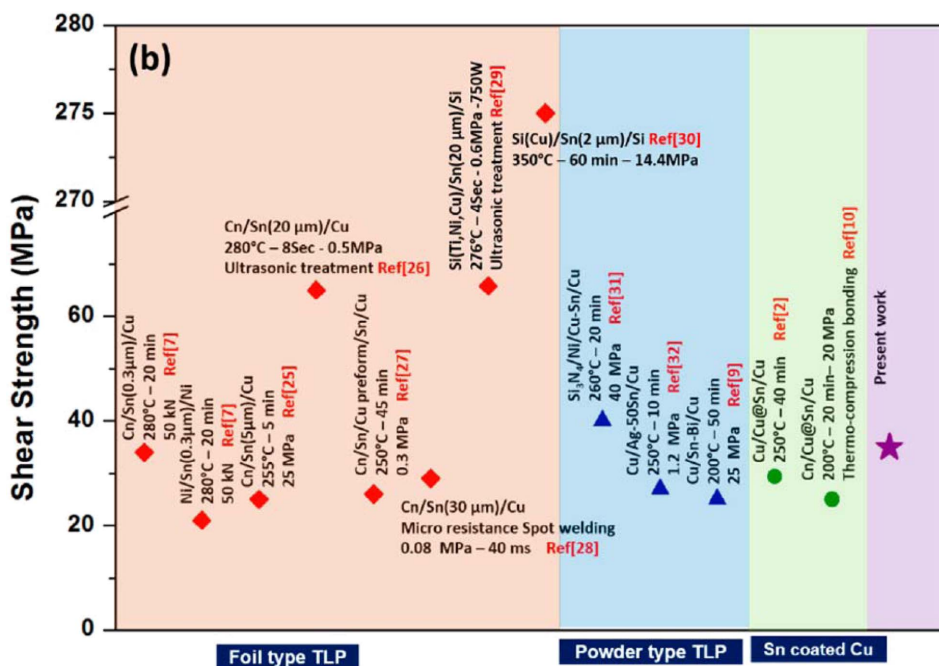 (b)
Shear Strength (MPa)
280
275
270
60
40
20
0
Cn/Sn(0.3μm)/Cu
280°C – 20 min
50 kN Ref[7]
Ni/Sn(0.3μm)/Ni
280°C – 20 min
50 kN Ref[7]
Cn/Sn(5μm)/Cu
255°C – 5 min
25 MPa Ref[25]
Cn/Sn(20 μm)/Cu
280°C – 8Sec - 0.5MPa
Ultrasonic treatment Ref[26]
Cn/Sn/Cu preform/Sn/Cu
250°C – 45 min
0.3 MPa Ref[27]
Cn/Sn(30 μm)/Cu
Micro resistance Spot welding
0.08 MPa – 40 ms Ref[28]
Si(Ti,Ni,Cu)/Sn(20 μm)/Si
276°C – 4Sec - 0.6MPa -750W
Ultrasonic treatment Ref[29]
Si(Cu)/Sn(2 μm)/Si Ref[30]
350°C – 60 min – 14.4MPa
Si₃N₄/Ni/Cu-Sn/Cu
260°C – 20 min
40 MPa Ref[31]
Cu/Ag-50Sn/Cu
250°C – 10 min
1.2 MPa Ref[32]
Cu/Sn-Bi/Cu
200°C – 50 min
25 MPa Ref[9]
Cu/Cu@Sn/Cu
250°C – 40 min Ref[2]
Cn/Cu@Sn/Cu
200°C – 20 min– 20 MPa
Thermo-compression bonding Ref[10]
Present work
Foil type TLP
Powder type TLP
Sn coated Cu